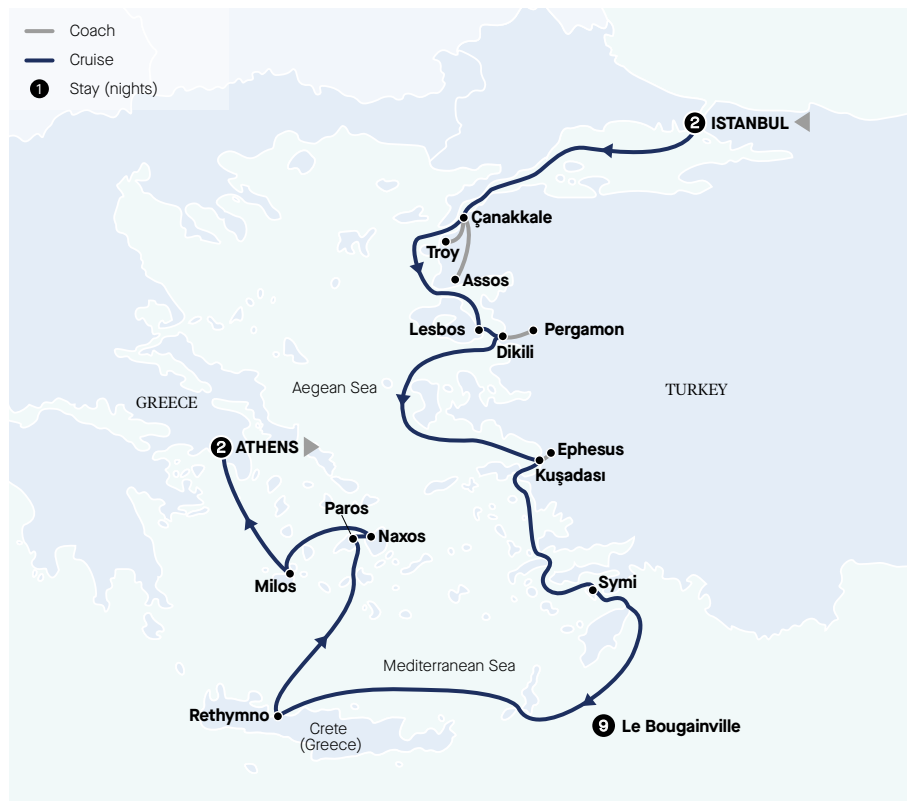 Coach
Cruise
1 Stay (nights)
2 ISTANBUL
Çanakkale
Troy
Assos
Lesbos
Pergamon
Dikili
Aegean Sea
TURKEY
GREECE
2 ATHENS
Ephesus
Kuşadası
Paros
Naxos
Milos
Symi
Mediterranean Sea
Rethymno
Crete
(Greece)
9 Le Bougainville